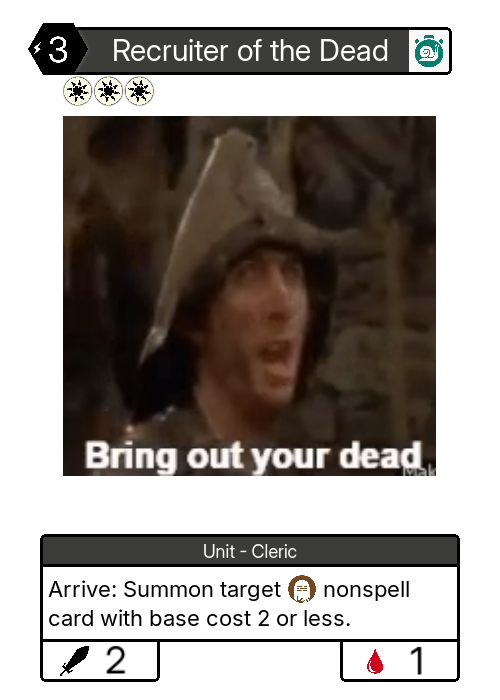 3 Recruiter of the Dead
Bring out your dead
Mak
Unit - Cleric
Arrive: Summon target nonspell
card with base cost 2 or less.
2 1